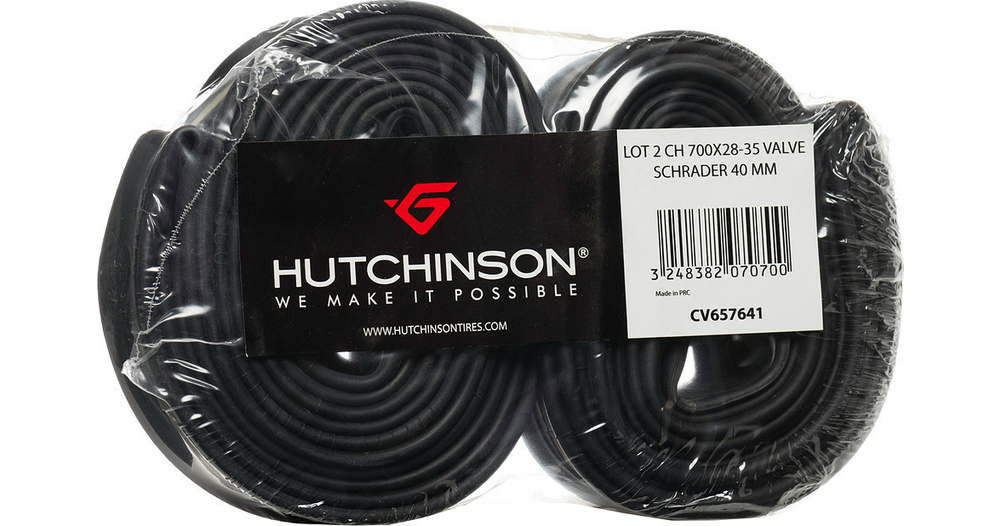 HUTCHINSON®
WE MAKE IT POSSIBLE
WWW.HUTCHINSONTIRES.COM
LOT 2 CH 700X28-35 VALVE
SCHRADER 40 MM
3 248382 070700
Made in PRC
CV657641